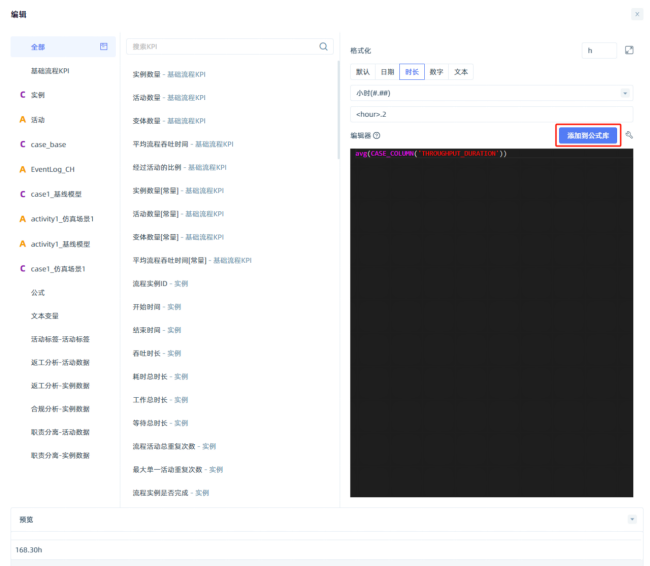 编辑
全部
基础流程KPI
C 实例
A 活动
C case_base
A EventLog_CH
C case1_基线模型
A activity1_仿真场景1
A activity1_基线模型
C case1_仿真场景1
公式
文本变量
活动标签-活动标签
返工分析-活动数据
返工分析-实例数据
合规分析-实例数据
职责分离-活动数据
职责分离-实例数据
搜索KPI
实例数量 - 基础流程KPI
活动数量 - 基础流程KPI
变体数量 - 基础流程KPI
平均流程吞吐时间 - 基础流程KPI
经过活动的比例 - 基础流程KPI
实例数量[常量] - 基础流程KPI
活动数量[常量] - 基础流程KPI
变体数量[常量] - 基础流程KPI
平均流程吞吐时间[常量] - 基础流程KPI
流程实例ID - 实例
开始时间 - 实例
结束时间 - 实例
吞吐时长 - 实例
耗时总时长 - 实例
工作总时长 - 实例
等待总时长 - 实例
流程活动总重复次数 - 实例
最大单一活动重复次数 - 实例
流程实例是否完成 - 实例
格式化
h
默认 日期 时长 数字 文本
小时(#.##)
<hour>.2
编辑器 添加到公式库
avg(CASE_COLUMN("THROUGHPUT_DURATION"))
预览
168.30h